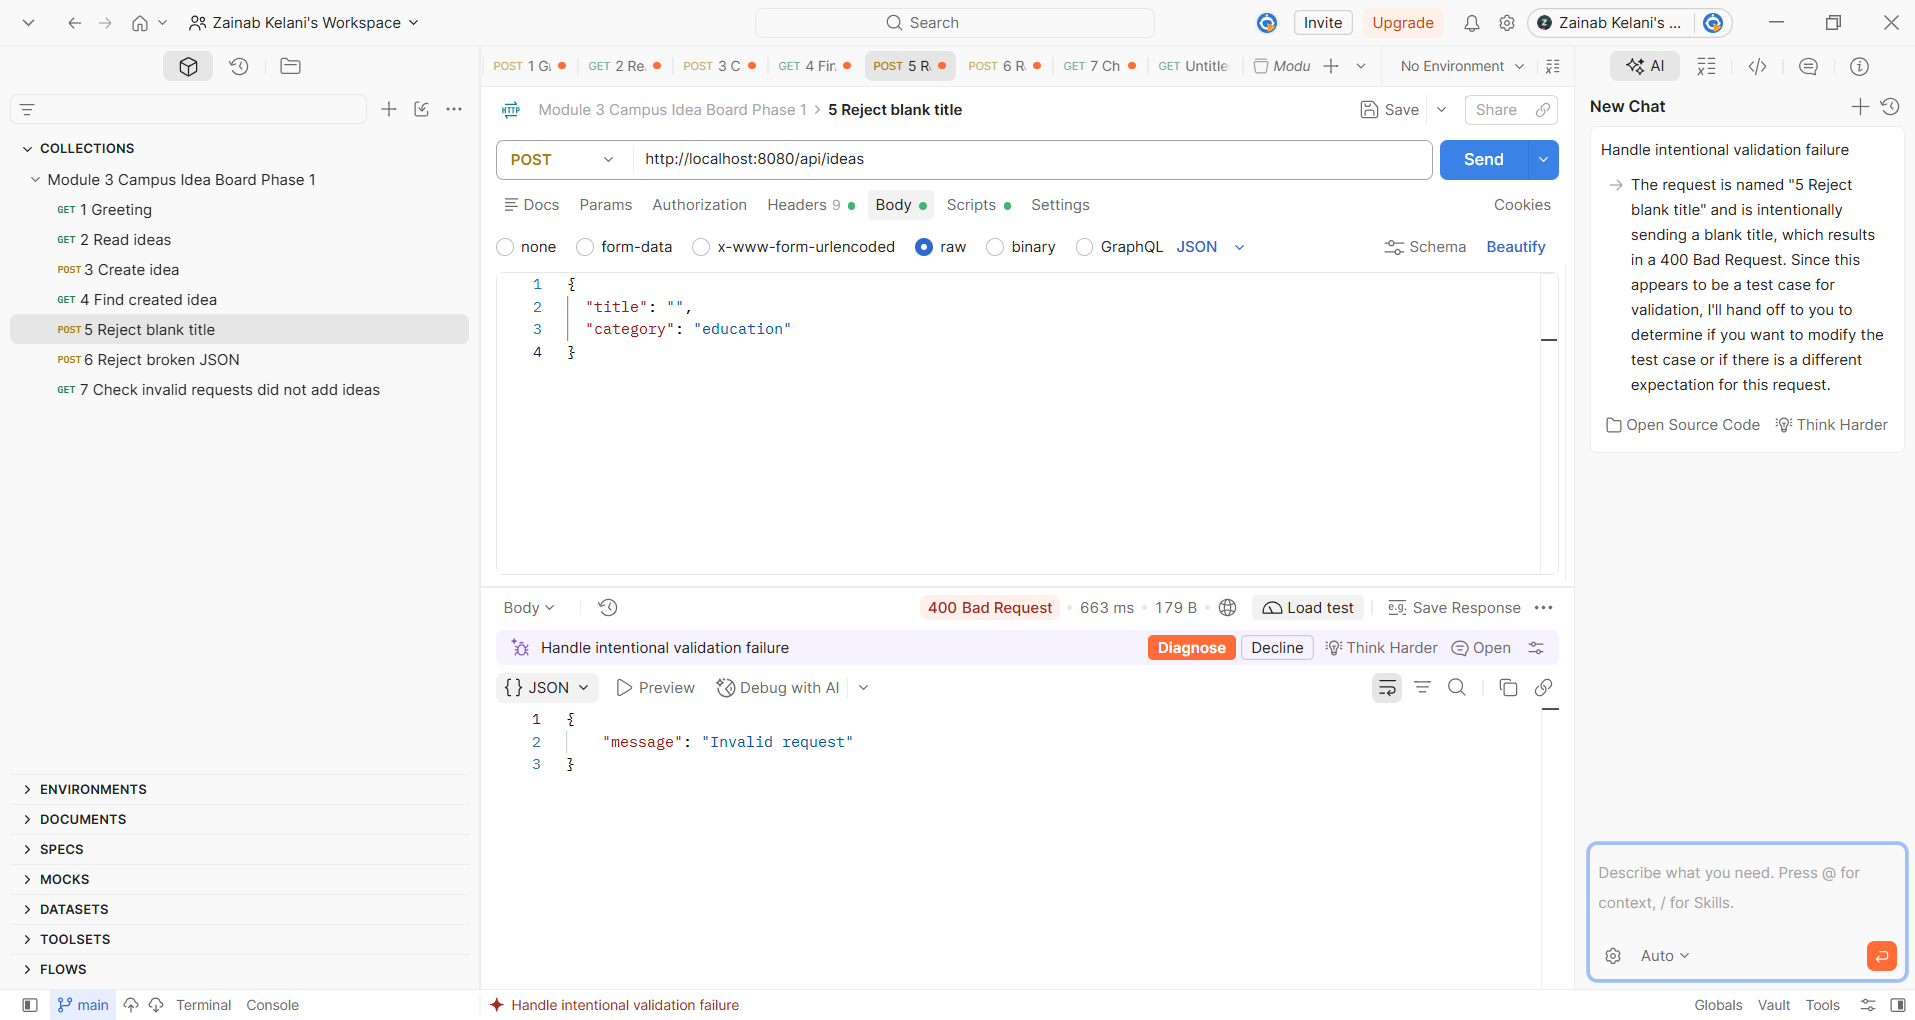 Zainab Kelani's Workspace
Search
Invite
Upgrade
Zainab Kelani's ...
POST 1 G
GET 2 Re
POST 3 C
GET 4 Fin
POST 5 R
POST 6 R
GET 7 Ch
GET Untitle
Modu
No Environment
AI
HTTP
Module 3 Campus Idea Board Phase 1 > 5 Reject blank title
Save
Share
New Chat
COLLECTIONS
Module 3 Campus Idea Board Phase 1
GET 1 Greeting
GET 2 Read ideas
POST 3 Create idea
GET 4 Find created idea
POST 5 Reject blank title
POST 6 Reject broken JSON
GET 7 Check invalid requests did not add ideas
ENVIRONMENTS
DOCUMENTS
SPECS
MOCKS
DATASETS
TOOLSETS
FLOWS
POST
http://localhost:8080/api/ideas
Send
Docs
Params
Authorization
Headers 9
Body
Scripts
Settings
Cookies
none
form-data
x-www-form-urlencoded
raw
binary
GraphQL
JSON
Schema
Beautify
1 {
2 "title": "",
3 "category": "education"
4 }
Body
400 Bad Request
663 ms
179 B
Load test
e.g. Save Response
Handle intentional validation failure
Diagnose
Decline
Think Harder
Open
{} JSON
Preview
Debug with AI
1 {
2 "message": "Invalid request"
3 }
Handle intentional validation failure
The request is named "5 Reject
blank title" and is intentionally
sending a blank title, which results
in a 400 Bad Request. Since this
appears to be a test case for
validation, I'll hand off to you to
determine if you want to modify the
test case or if there is a different
expectation for this request.
Open Source Code
Think Harder
Describe what you need. Press @ for
context, / for Skills.
Auto
main
Terminal
Console
Handle intentional validation failure
Globals
Vault
Tools